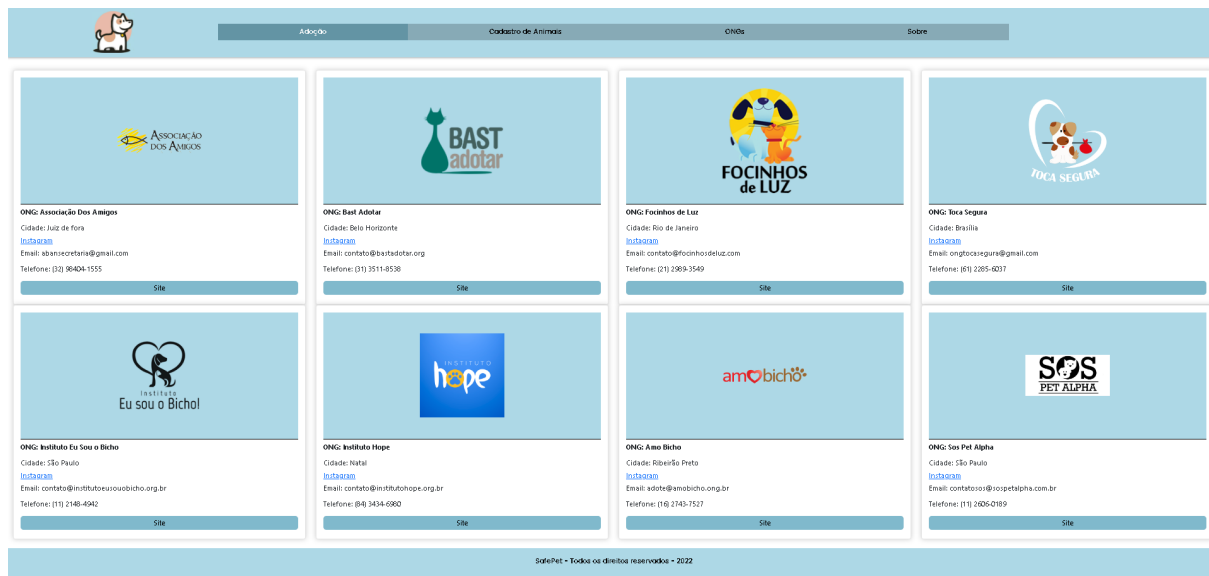 Adoção
Cadastro de Animais
ONGs
Sobre
ASSOCIAÇÃO
DOS AMIGOS
ONG: Associação Dos Amigos
Cidade: Juiz de fora
Instagram
Email: abansecretaria@gmail.com
Telefone: (32) 98404-1555
Site
BAST
adotar
ONG: Bast Adotar
Cidade: Belo Horizonte
Instagram
Email: contato@bastadotar.org
Telefone: (31) 3511-8538
Site
FOCINHOS
de LUZ
ONG: Focinhos de Luz
Cidade: Rio de Janeiro
Instagram
Email: contato@focinhosdeluz.com
Telefone: (21) 2989-3549
Site
TOCA SEGURA
ONG: Toca Segura
Cidade: Brasília
Instagram
Email: ongtocasegura@gmail.com
Telefone: (61) 2285-6037
Site
Instituto
Eu sou o Bicho!
ONG: Instituto Eu Sou o Bicho
Cidade: São Paulo
Instagram
Email: contato@institutoeusouobicho.org.br
Telefone: (11) 2148-4942
Site
INSTITUTO
hope
ONG: Instituto Hope
Cidade: Natal
Instagram
Email: contato@institutohope.org.br
Telefone: (84) 3434-6980
Site
amobicho
ONG: Amo Bicho
Cidade: Ribeirão Preto
Instagram
Email: adote@amobicho.ong.br
Telefone: (16) 2743-7527
Site
SOS
PET ALPHA
ONG: Sos Pet Alpha
Cidade: São Paulo
Instagram
Email: contatosos@sospetalpha.com.br
Telefone: (11) 2606-0189
Site
SafePet - Todos os direitos reservados - 2022